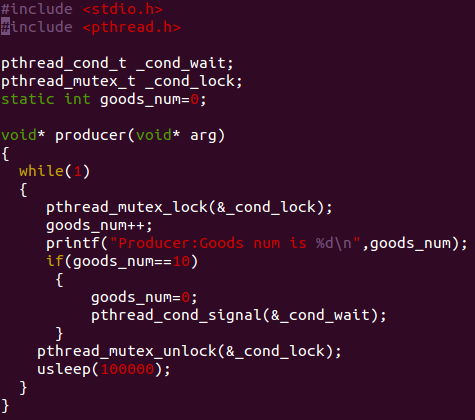 #include <stdio.h>
#include <pthread.h>

pthread_cond_t _cond_wait;
pthread_mutex_t _cond_lock;
static int goods_num=0;

void* producer(void* arg)
{
  while(1)
  {
     pthread_mutex_lock(&_cond_lock);
     goods_num++;
     printf("Producer:Goods num is %d\n",goods_num);
     if(goods_num==10)
      {
          goods_num=0;
          pthread_cond_signal(&_cond_wait);
      }
    pthread_mutex_unlock(&_cond_lock);
    usleep(100000);
  }
}